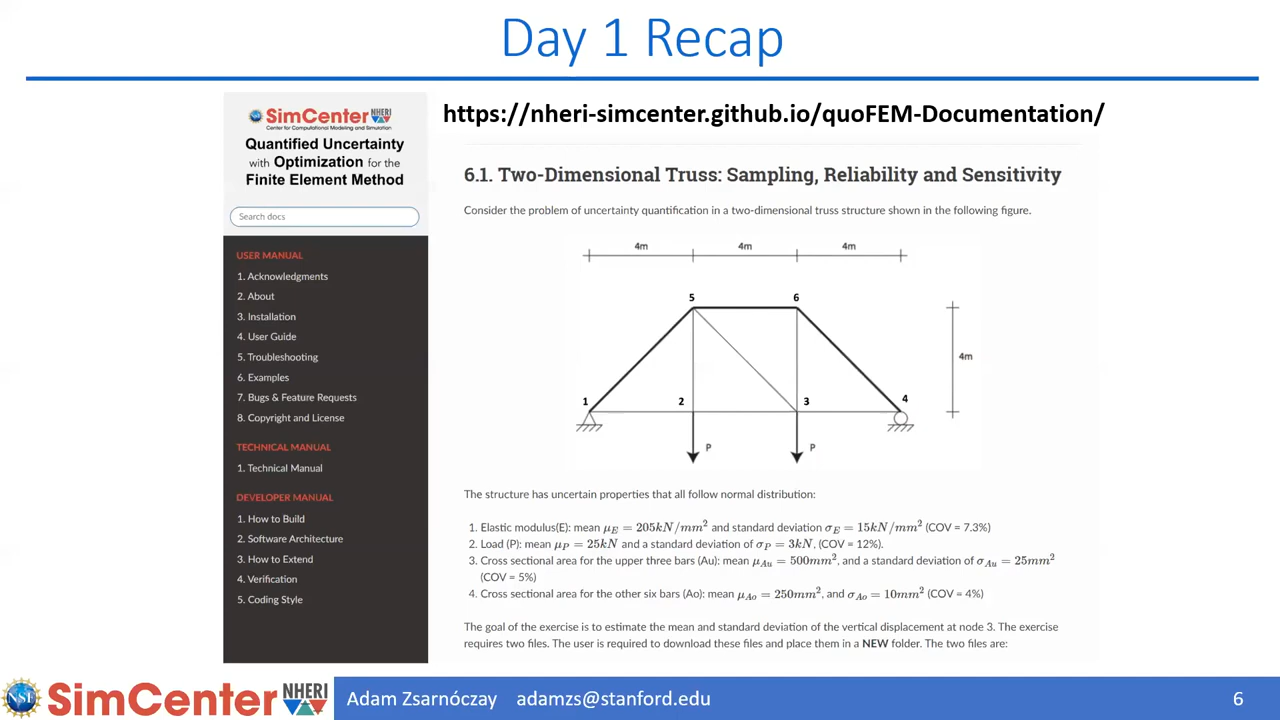 Day 1 Recap
SimCenter NHERI
Center for Computational Modeling and Simulation
Quantified Uncertainty
with Optimization for the
Finite Element Method
Search docs
USER MANUAL
1. Acknowledgments
2. About
3. Installation
4. User Guide
5. Troubleshooting
6. Examples
7. Bugs & Feature Requests
8. Copyright and License
TECHNICAL MANUAL
1. Technical Manual
DEVELOPER MANUAL
1. How to Build
2. Software Architecture
3. How to Extend
4. Verification
5. Coding Style
https://nheri-simcenter.github.io/quoFEM-Documentation/
6.1. Two-Dimensional Truss: Sampling, Reliability and Sensitivity
Consider the problem of uncertainty quantification in a two-dimensional truss structure shown in the following figure.
4m 4m 4m
5 6
4m
1 2 3 4
P P
The structure has uncertain properties that all follow normal distribution:
1. Elastic modulus(E): mean μE = 205kN/mm² and standard deviation σE = 15kN/mm² (COV = 7.3%)
2. Load (P): mean μP = 25kN and a standard deviation of σP = 3kN, (COV = 12%).
3. Cross sectional area for the upper three bars (Au): mean μAu = 500mm², and a standard deviation of σAu = 25mm²
(COV = 5%)
4. Cross sectional area for the other six bars (Ao): mean μAo = 250mm², and σAo = 10mm² (COV = 4%)
The goal of the exercise is to estimate the mean and standard deviation of the vertical displacement at node 3. The exercise
requires two files. The user is required to download these files and place them in a NEW folder. The two files are:
NSF SimCenter NHERI
Adam Zsarnóczay adamzs@stanford.edu
6